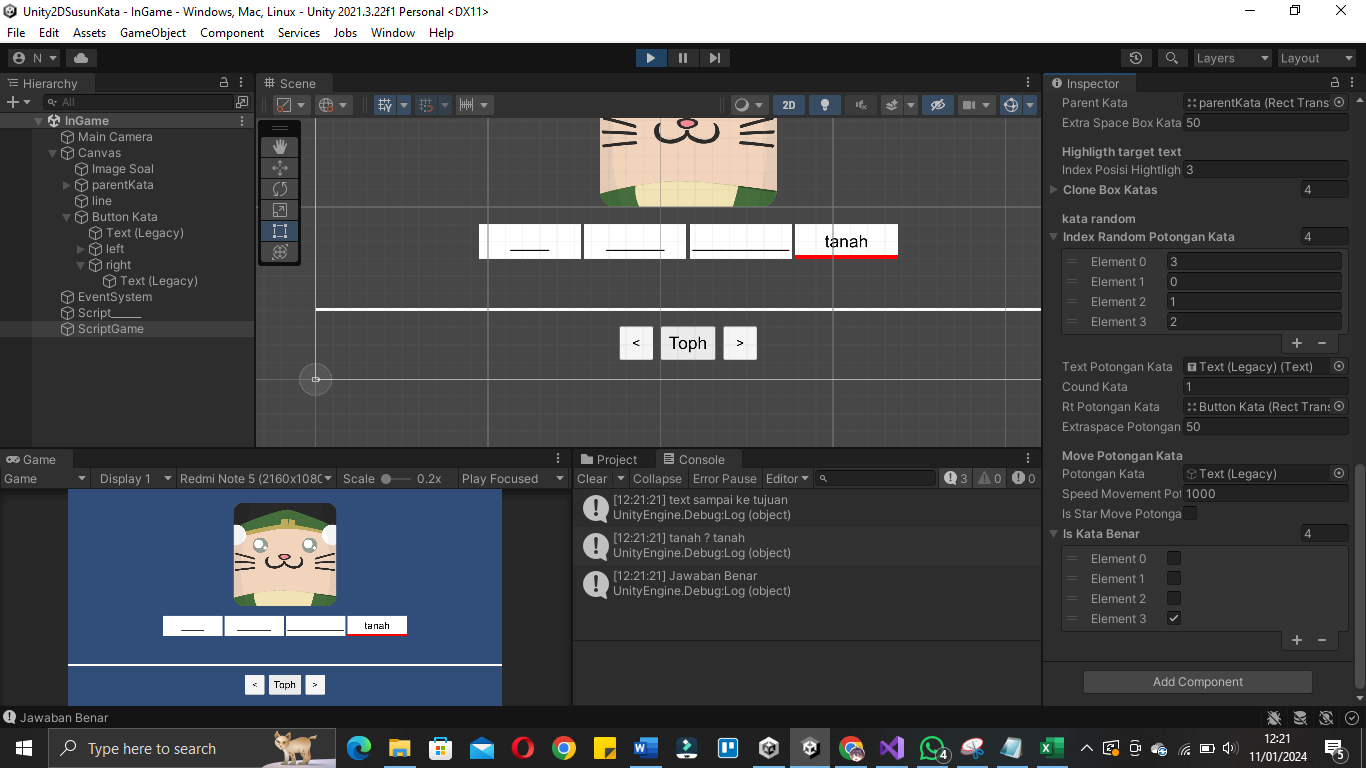 Unity2DSusunKata - InGame - Windows, Mac, Linux - Unity 2021.3.22f1 Personal <DX11>
File Edit Assets GameObject Component Services Jobs Window Help
N Layers Layout
Hierarchy
All
InGame
Main Camera
Canvas
Image Soal
parentKata
line
Button Kata
Text (Legacy)
left
right
Text (Legacy)
EventSystem
Script_____
ScriptGame
Scene
2D
tanah
< Toph >
Inspector
Parent Kata parentKata (Rect Trans
Extra Space Box Kata 50
Highligth target text
Index Posisi Hightligh 3
Clone Box Katas 4
kata random
Index Random Potongan Kata 4
Element 0 3
Element 1 0
Element 2 1
Element 3 2
+ −
Text Potongan Kata Text (Legacy) (Text)
Cound Kata 1
Rt Potongan Kata Button Kata (Rect Trans
Extraspace Potongan 50
Move Potongan Kata
Potongan Kata Text (Legacy)
Speed Movement Pot 1000
Is Star Move Potonga
Is Kata Benar 4
Element 0
Element 1
Element 2
Element 3
+ −
Add Component
Game
Game Display 1 Redmi Note 5 (2160x1080 Scale 0.2x Play Focused
tanah
< Toph >
Project Console
Clear Collapse Error Pause Editor 3 0 0
[12:21:21] text sampai ke tujuan
UnityEngine.Debug:Log (object)
[12:21:21] tanah ? tanah
UnityEngine.Debug:Log (object)
[12:21:21] Jawaban Benar
UnityEngine.Debug:Log (object)
Jawaban Benar
Type here to search
4
12:21
11/01/2024
5